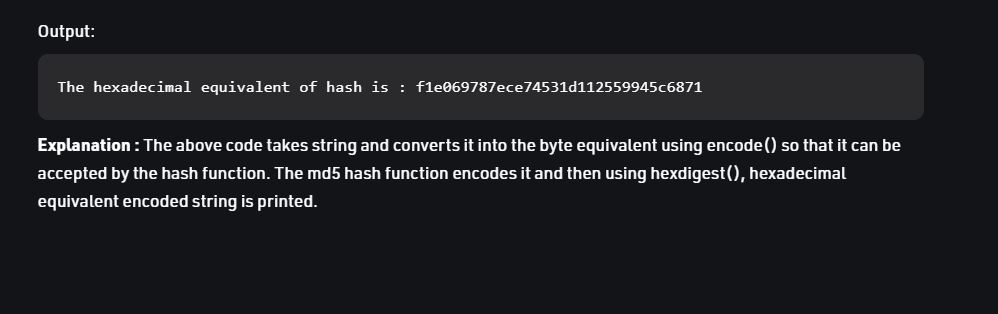 Output:
The hexadecimal equivalent of hash is : f1e069787ece74531d112559945c6871
Explanation : The above code takes string and converts it into the byte equivalent using encode() so that it can be
accepted by the hash function. The md5 hash function encodes it and then using hexdigest(), hexadecimal
equivalent encoded string is printed.